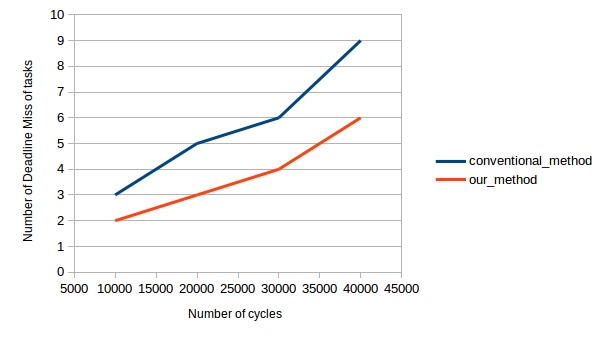 10
9
8
7
6
5
4
3
2
1
0
Number of Deadline Miss of tasks
5000 10000 15000 20000 25000 30000 35000 40000 45000
Number of cycles
conventional_method
our_method